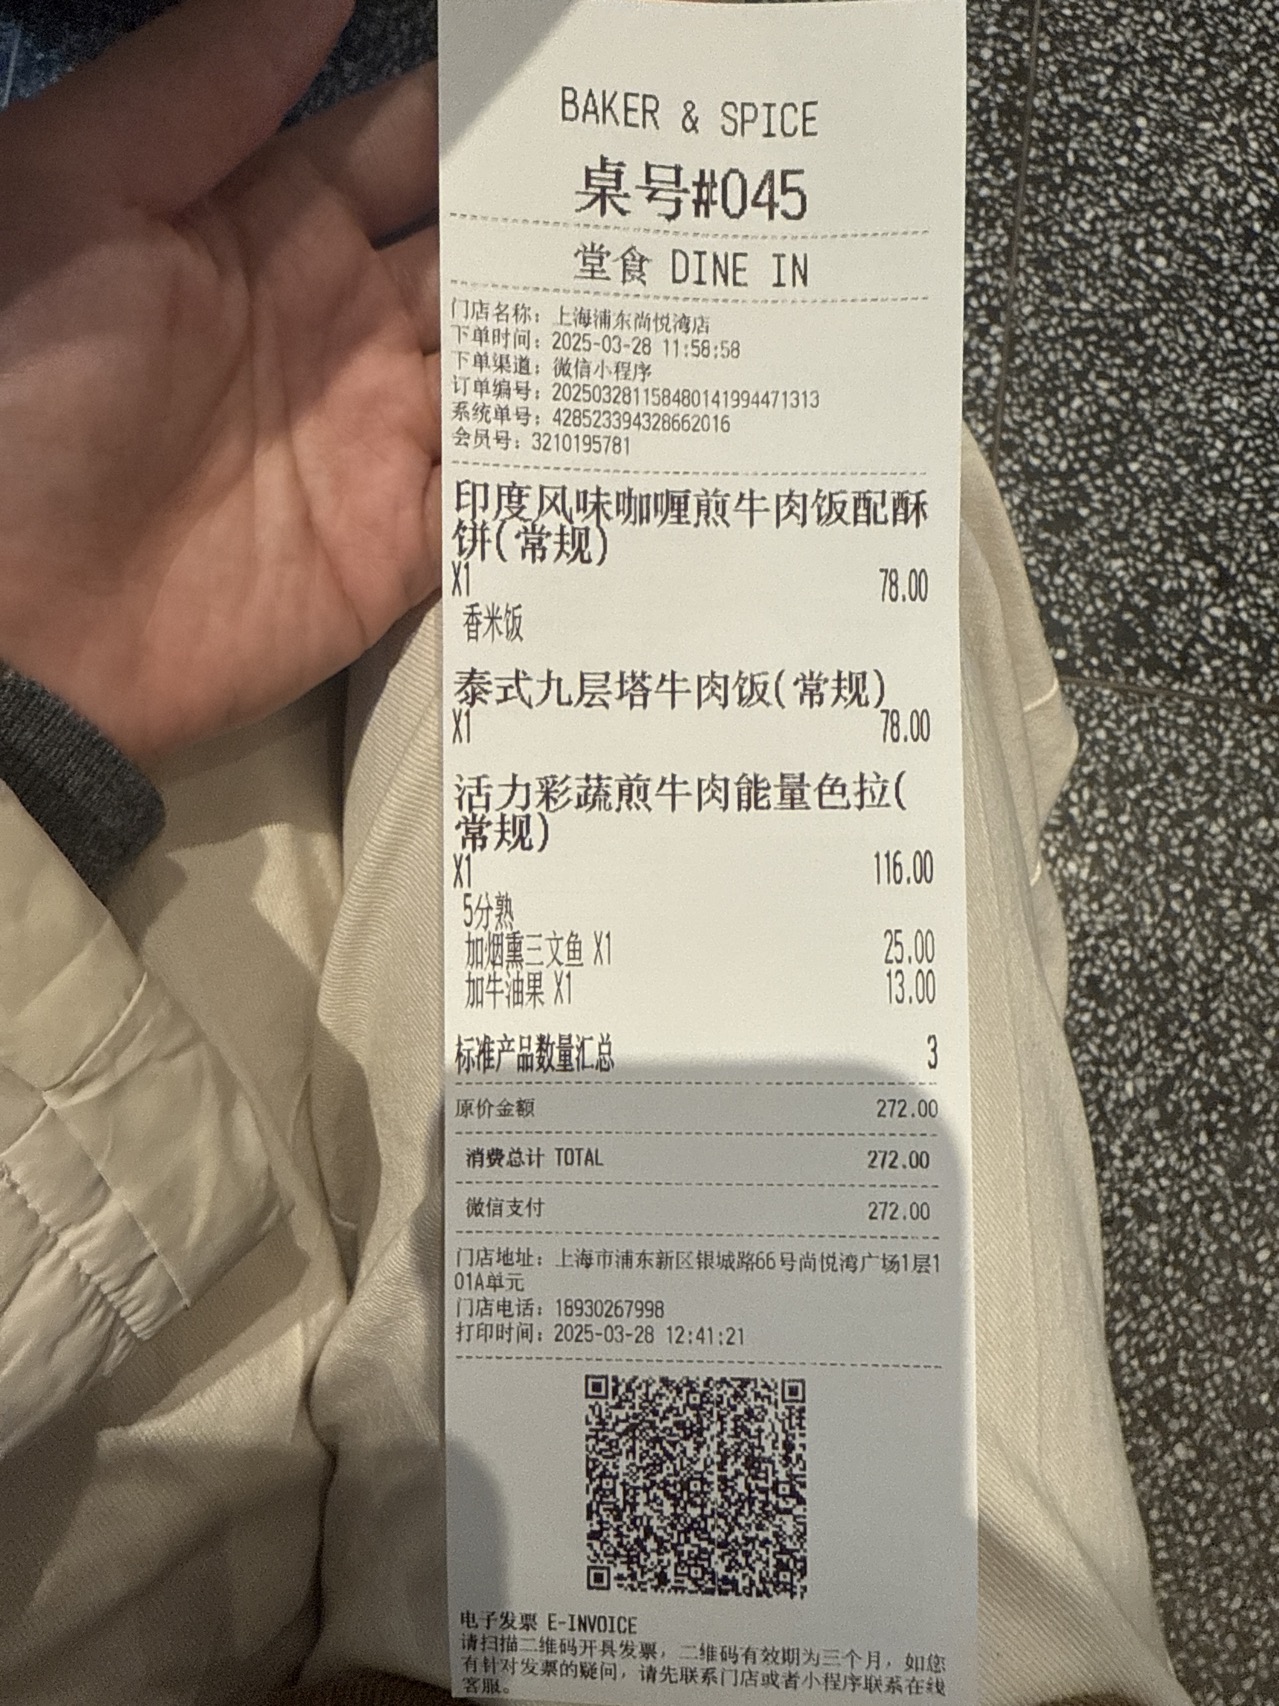 BAKER & SPICE
桌号#045
堂食 DINE IN
门店名称：上海浦东尚悦湾店
下单时间：2025-03-28 11:58:58
下单渠道：微信小程序
订单编号：20250328115848014199​4471313
系统单号：428523394328662016
会员号：3210195781
印度风味咖喱煎牛肉饭配酥
饼(常规)
X1 78.00
香米饭
泰式九层塔牛肉饭(常规)
X1 78.00
活力彩蔬煎牛肉能量色拉(
常规)
X1 116.00
5分熟
加烟熏三文鱼 X1 25.00
加牛油果 X1 13.00
标准产品数量汇总 3
原价金额 272.00
消费总计 TOTAL 272.00
微信支付 272.00
门店地址：上海市浦东新区银城路66号尚悦湾广场1层1
01A单元
门店电话：18930267998
打印时间：2025-03-28 12:41:21
电子发票 E-INVOICE
请扫描二维码开具发票，二维码有效期为三个月，如您
有针对发票的疑问，请先联系门店或者小程序联系在线
客服。